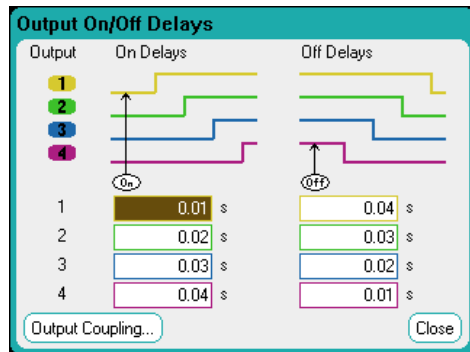 Output On/Off Delays
Output On Delays Off Delays
1
2
3
4
On Off
1 0.01 s 0.04 s
2 0.02 s 0.03 s
3 0.03 s 0.02 s
4 0.04 s 0.01 s
Output Coupling... Close